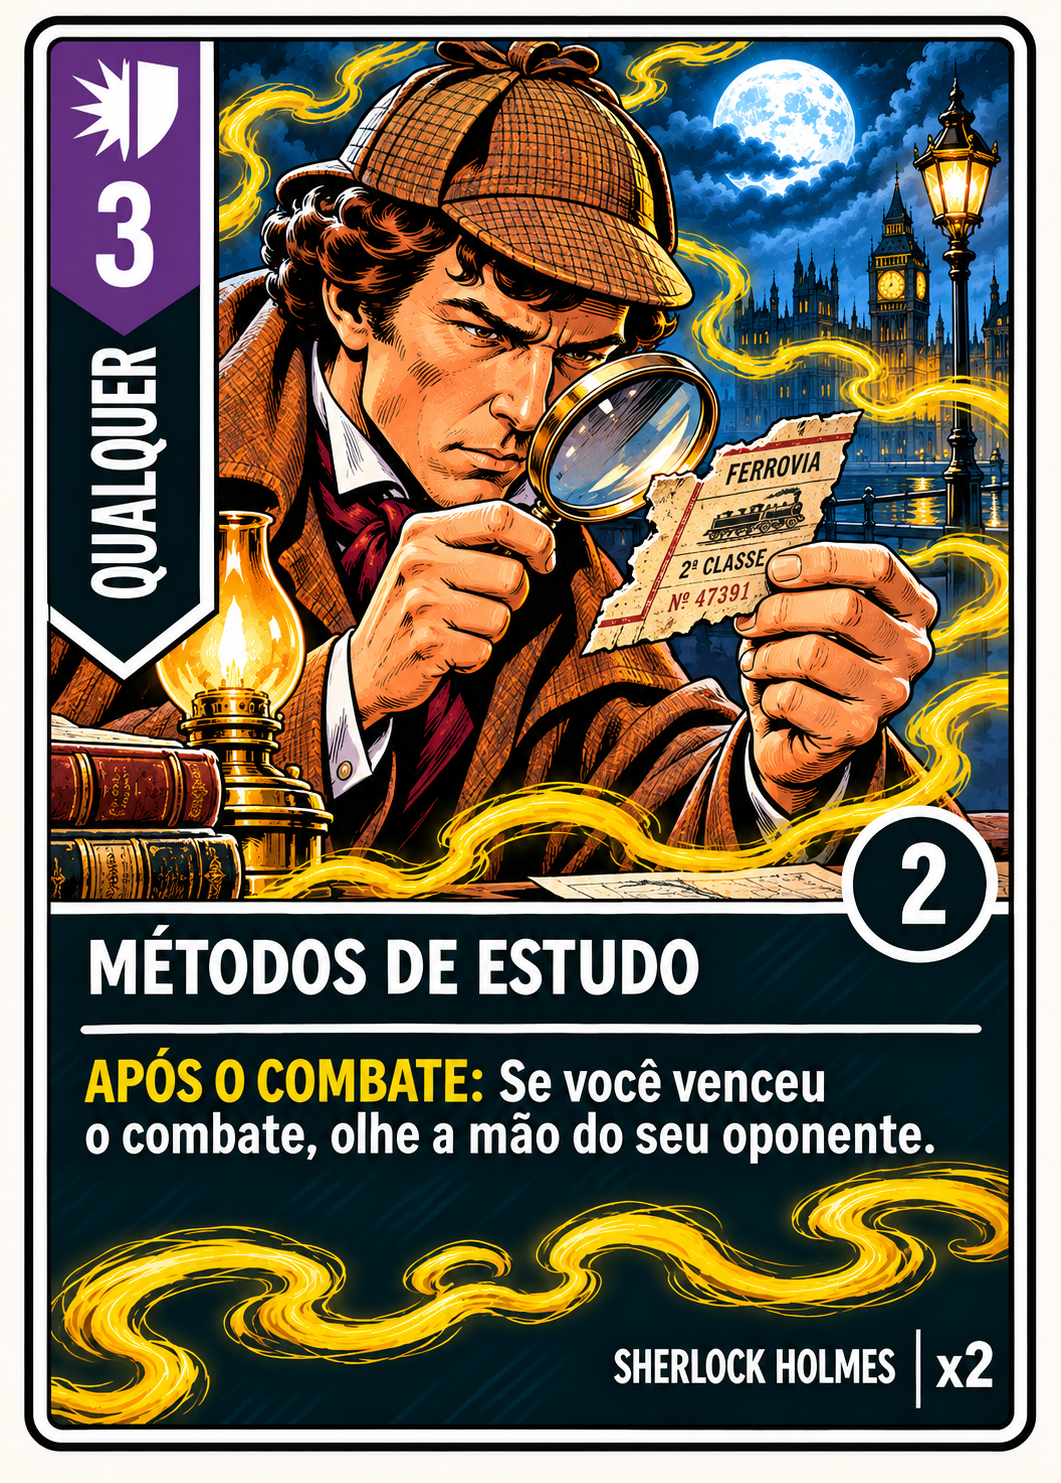 3
QUALQUER
FERROVIA
2ª CLASSE
Nº 47391
2
MÉTODOS DE ESTUDO
APÓS O COMBATE: Se você venceu
o combate, olhe a mão do seu oponente.
SHERLOCK HOLMES | x2